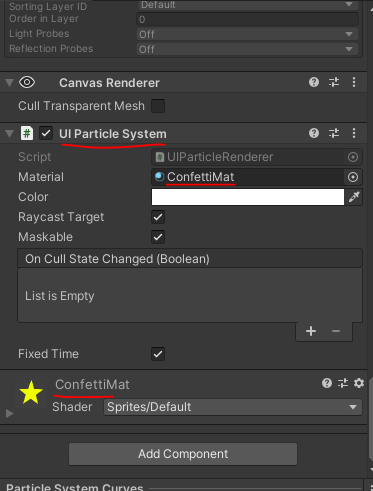 Sorting Layer ID Default
Order in Layer 0
Light Probes Off
Reflection Probes Off
Canvas Renderer
Cull Transparent Mesh
UI Particle System
Script UIParticleRenderer
Material ConfettiMat
Color
Raycast Target
Maskable
On Cull State Changed (Boolean)
List is Empty
Fixed Time
ConfettiMat
Shader Sprites/Default
Add Component
Particle System Curves